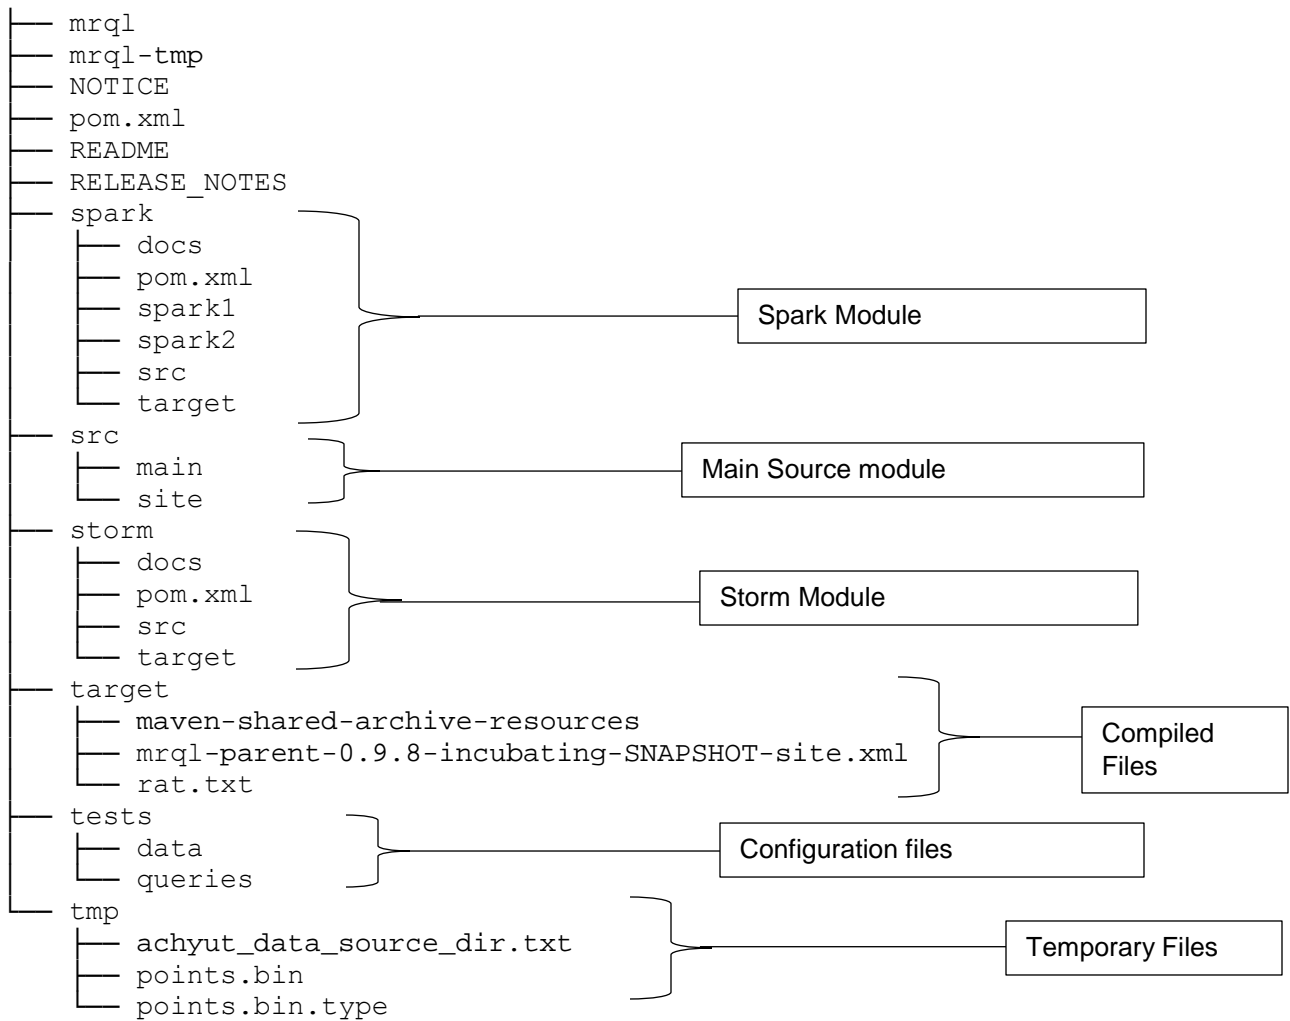 mrql
mrql-tmp
NOTICE
pom.xml
README
RELEASE_NOTES
spark
docs
pom.xml
spark1
spark2
src
target
Spark Module
src
main
site
Main Source module
storm
docs
pom.xml
src
target
Storm Module
target
maven-shared-archive-resources
mrql-parent-0.9.8-incubating-SNAPSHOT-site.xml
rat.txt
Compiled
Files
tests
data
queries
Configuration files
tmp
achyut_data_source_dir.txt
points.bin
points.bin.type
Temporary Files